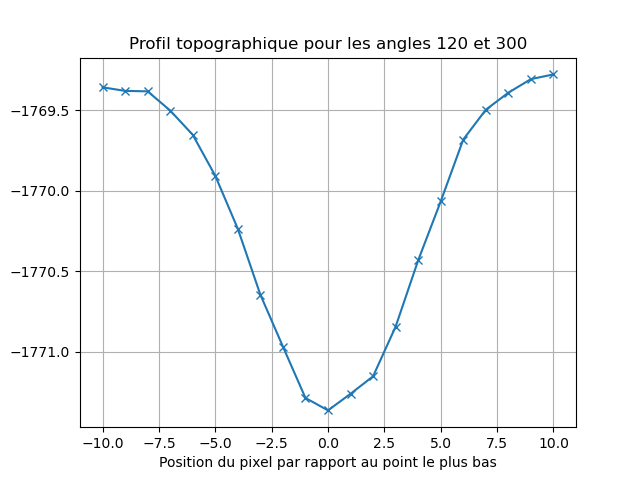 Profil topographique pour les angles 120 et 300
−1769.5
−1770.0
−1770.5
−1771.0
−10.0 −7.5 −5.0 −2.5 0.0 2.5 5.0 7.5 10.0
Position du pixel par rapport au point le plus bas